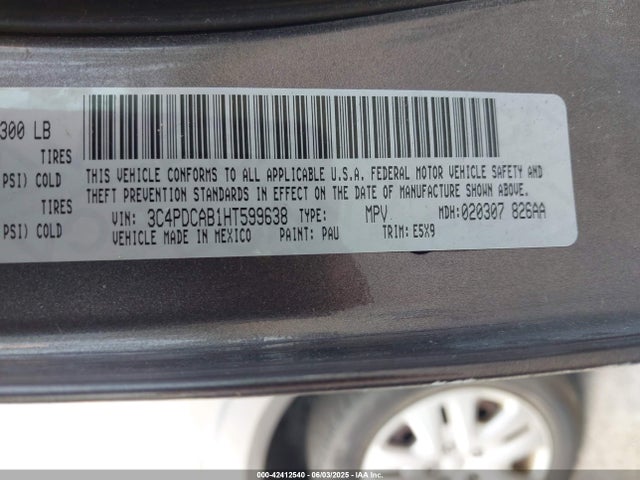 300 LB
TIRES
PSI) COLD
TIRES
PSI) COLD
THIS VEHICLE CONFORMS TO ALL APPLICABLE U.S.A. FEDERAL MOTOR VEHICLE SAFETY AND
THEFT PREVENTION STANDARDS IN EFFECT ON THE DATE OF MANUFACTURE SHOWN ABOVE.
VIN: 3C4PDCAB1HT599638 TYPE: MPV MDH: 020307 826AA
VEHICLE MADE IN MEXICO PAINT: PAU TRIM: E5X9
00-42412540 - 06/03/2025 - IAA Inc.